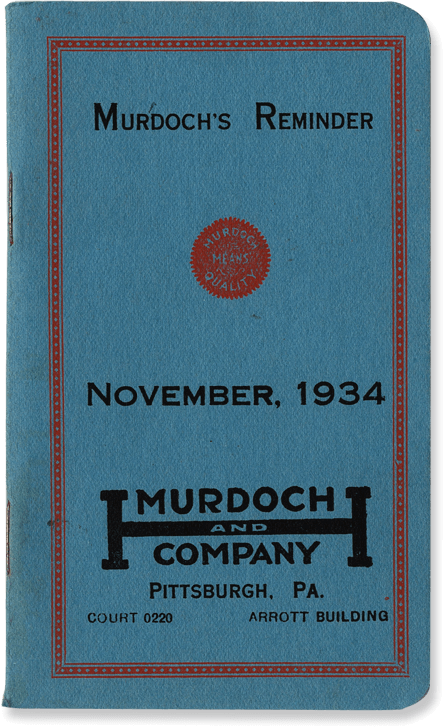 MURDOCH'S REMINDER
MURDOCH
MEANS
QUALITY
NOVEMBER, 1934
MURDOCH
AND
COMPANY
PITTSBURGH, PA.
COURT 0220 ARROTT BUILDING